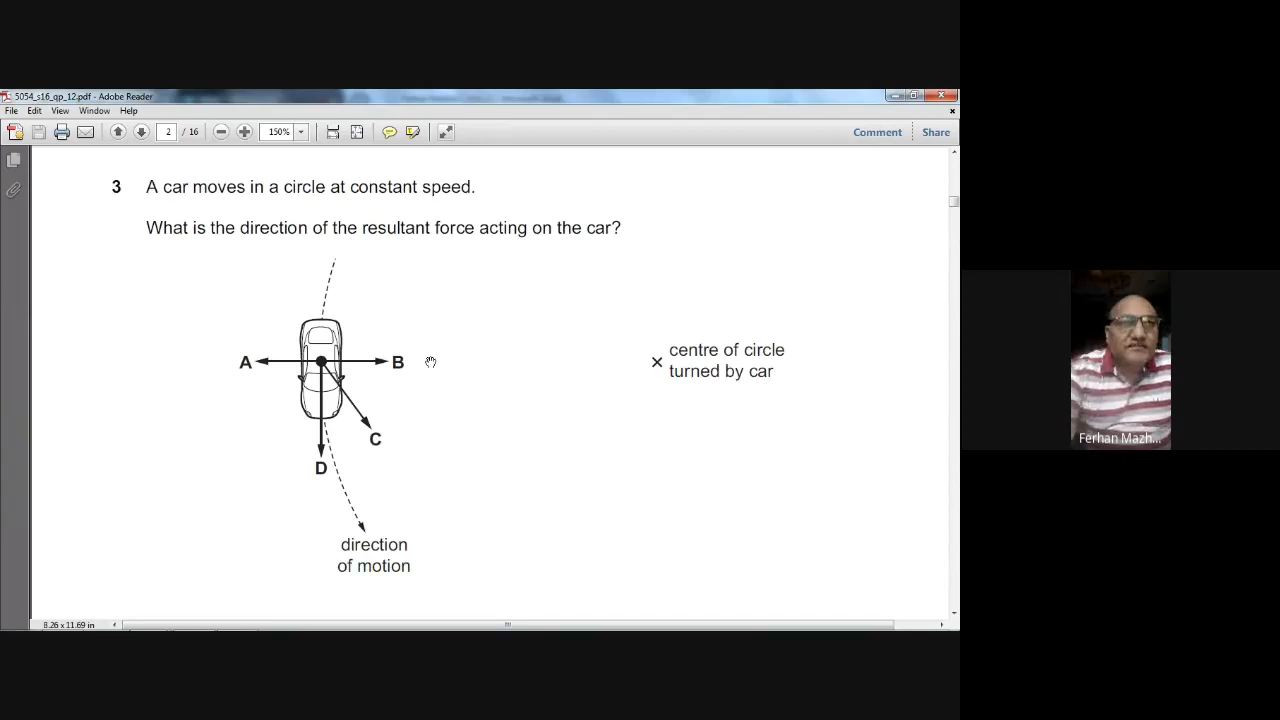 5054_s16_qp_12.pdf - Adobe Reader
File Edit View Window Help
2 / 16 150% Comment Share
3 A car moves in a circle at constant speed.
What is the direction of the resultant force acting on the car?
A B
C
D
× centre of circle
turned by car
direction
of motion
8.26 x 11.69 in
Ferhan Mazh...